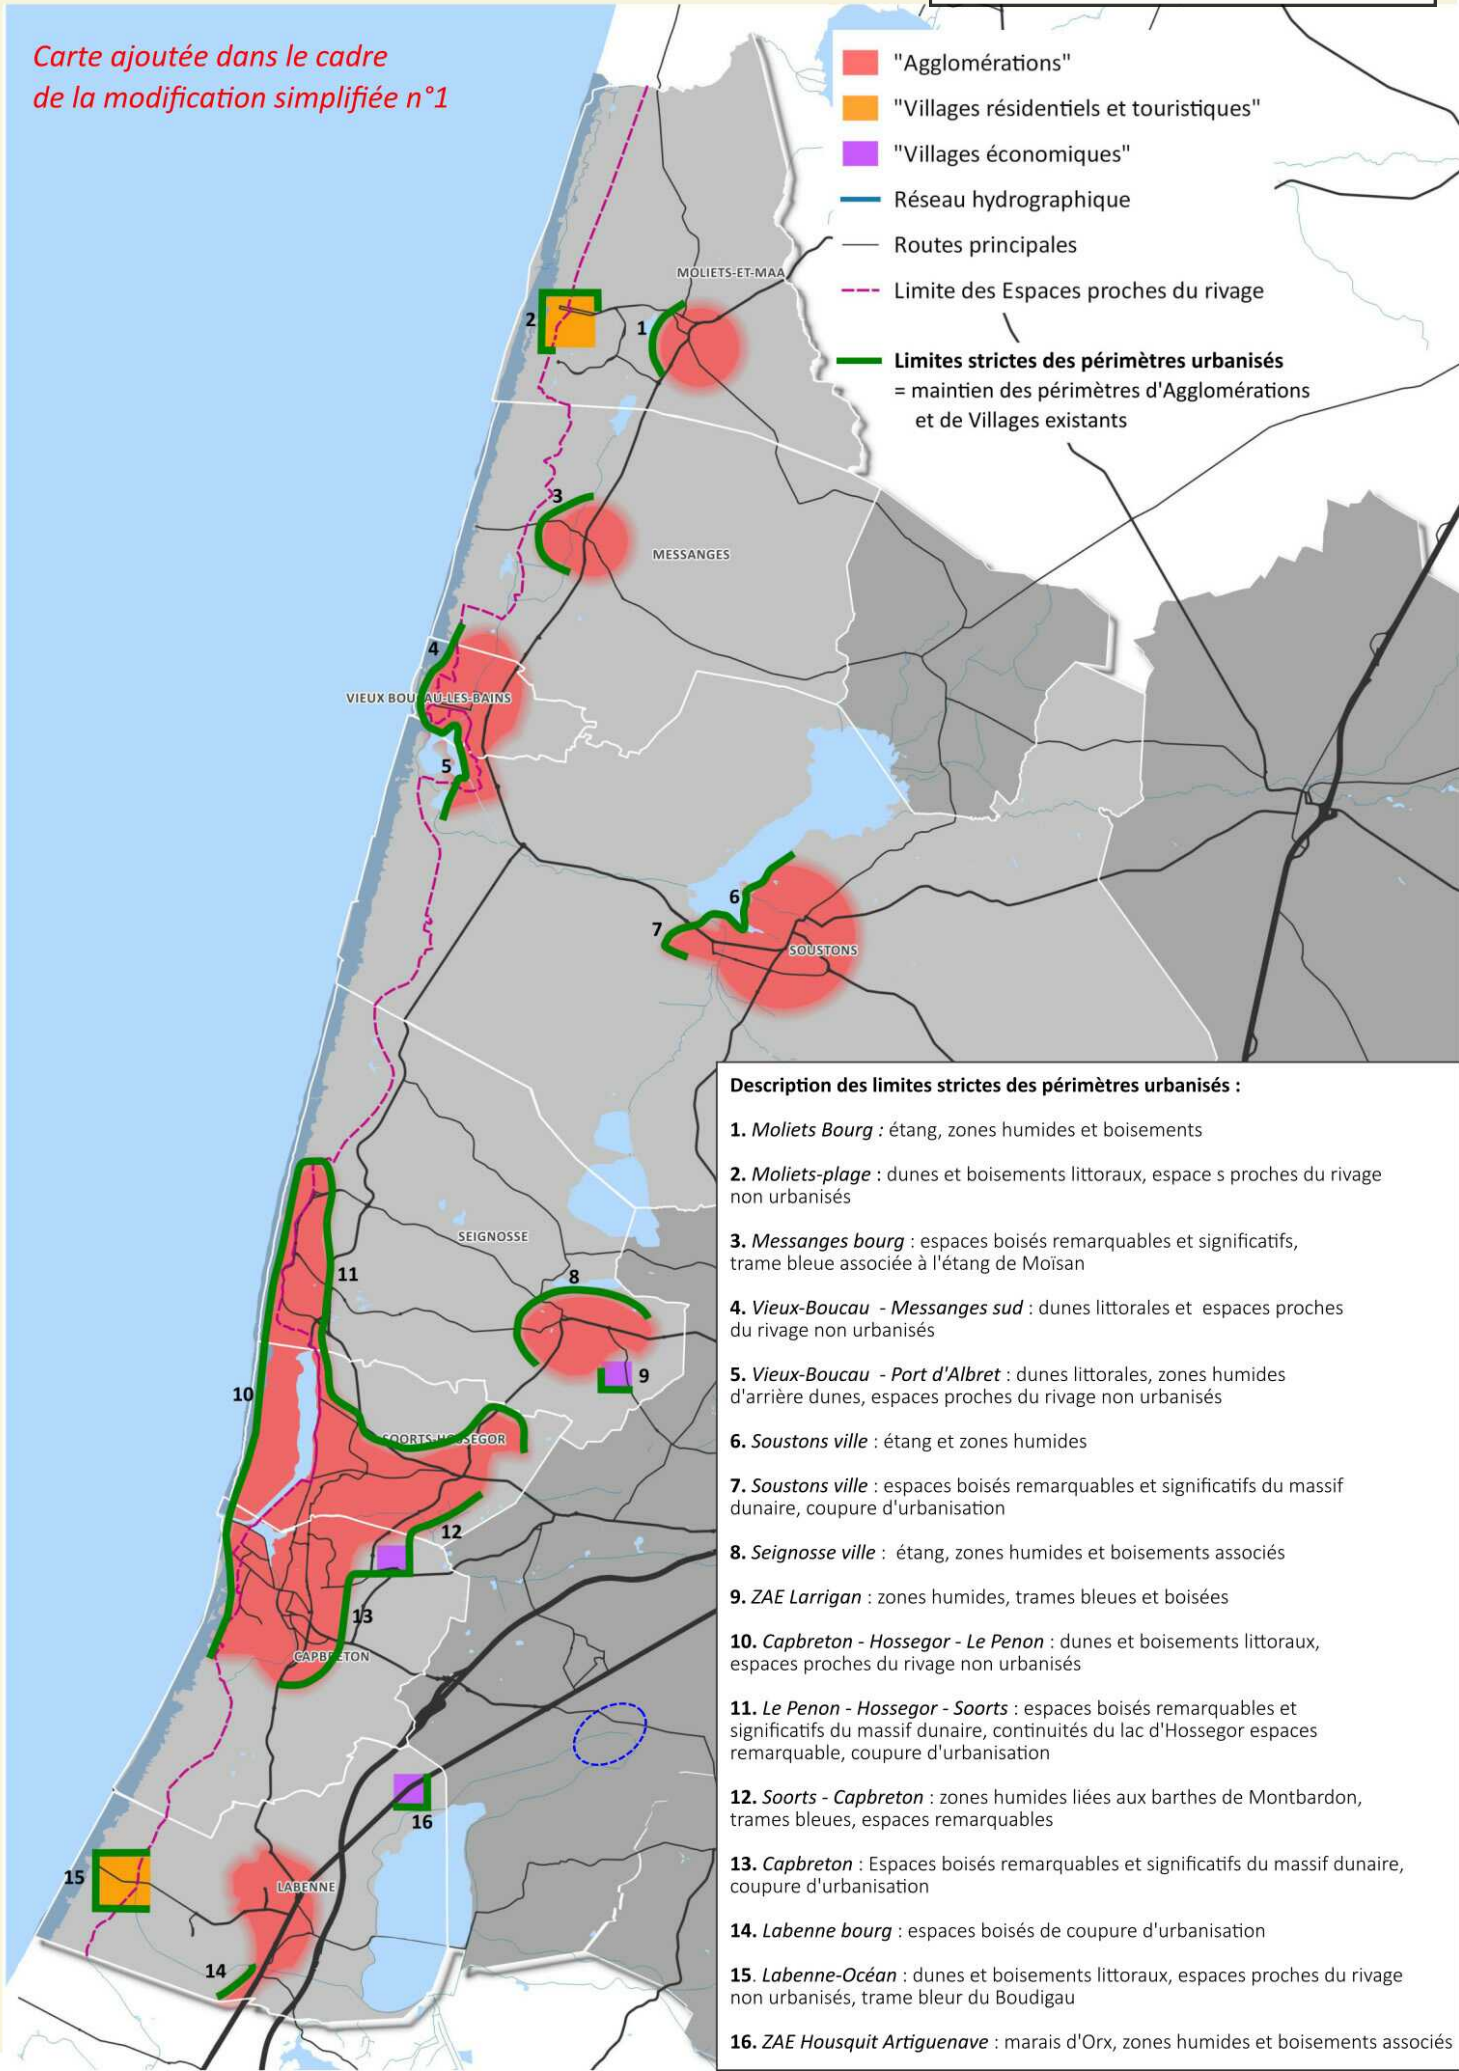 Carte ajoutée dans le cadre
de la modification simplifiée n°1
"Agglomérations"
"Villages résidentiels et touristiques"
"Villages économiques"
Réseau hydrographique
Routes principales
Limite des Espaces proches du rivage
Limites strictes des périmètres urbanisés
= maintien des périmètres d'Agglomérations
et de Villages existants
MOLIETS-ET-MAA
2
1
3
MESSANGES
4
VIEUX BOUCAU-LES-BAINS
5
6
7
SOUSTONS
SEIGNOSSE
11
8
9
10
SOORTS-HOSSEGOR
12
13
CAPBRETON
16
15
LABENNE
14
Description des limites strictes des périmètres urbanisés :
1. Moliets Bourg : étang, zones humides et boisements
2. Moliets-plage : dunes et boisements littoraux, espace s proches du rivage
non urbanisés
3. Messanges bourg : espaces boisés remarquables et significatifs,
trame bleue associée à l'étang de Moïsan
4. Vieux-Boucau - Messanges sud : dunes littorales et espaces proches
du rivage non urbanisés
5. Vieux-Boucau - Port d'Albret : dunes littorales, zones humides
d'arrière dunes, espaces proches du rivage non urbanisés
6. Soustons ville : étang et zones humides
7. Soustons ville : espaces boisés remarquables et significatifs du massif
dunaire, coupure d'urbanisation
8. Seignosse ville : étang, zones humides et boisements associés
9. ZAE Larrigan : zones humides, trames bleues et boisées
10. Capbreton - Hossegor - Le Penon : dunes et boisements littoraux,
espaces proches du rivage non urbanisés
11. Le Penon - Hossegor - Soorts : espaces boisés remarquables et
significatifs du massif dunaire, continuités du lac d'Hossegor espaces
remarquable, coupure d'urbanisation
12. Soorts - Capbreton : zones humides liées aux barthes de Montbardon,
trames bleues, espaces remarquables
13. Capbreton : Espaces boisés remarquables et significatifs du massif dunaire,
coupure d'urbanisation
14. Labenne bourg : espaces boisés de coupure d'urbanisation
15. Labenne-Océan : dunes et boisements littoraux, espaces proches du rivage
non urbanisés, trame bleur du Boudigau
16. ZAE Housquit Artiguenave : marais d'Orx, zones humides et boisements associés